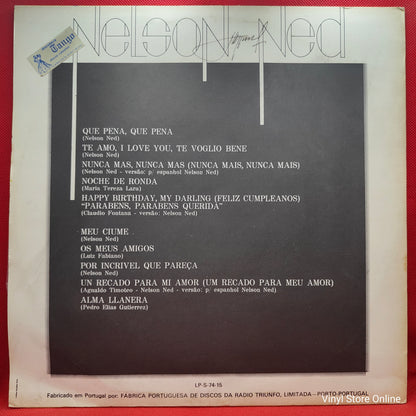 Nelson Ned
Tango
QUE PENA, QUE PENA
(Nelson Ned)
TE AMO, I LOVE YOU, TE VOGLIO BENE
(Nelson Ned)
NUNCA MAS, NUNCA MAS (NUNCA MAIS, NUNCA MAIS)
(Nelson Ned - versão: p/ espanhol Nelson Ned)
NOCHE DE RONDA
(Maria Tereza Lara)
HAPPY BIRTHDAY, MY DARLING (FELIZ CUMPLEANOS)
"PARABENS, PARABENS QUERIDA"
(Claudio Fontana - versão: Nelson Ned)
MEU CIUME
(Nelson Ned)
OS MEUS AMIGOS
(Luiz Fabiano)
POR INCRIVEL QUE PAREÇA
(Nelson Ned)
UN RECADO PARA MI AMOR (UM RECADO PARA MEU AMOR)
(Agnaldo Timoteo - Nelson Ned - versão: p/ espanhol Nelson Ned)
ALMA LLANERA
(Pedro Elias Gutierrez)
LP-S-74-15
Fabricado em Portugal por: FÁBRICA PORTUGUESA DE DISCOS DA RADIO TRIUNFO, LIMITADA - PORTO-PORTUGAL
Vinyl Store Online